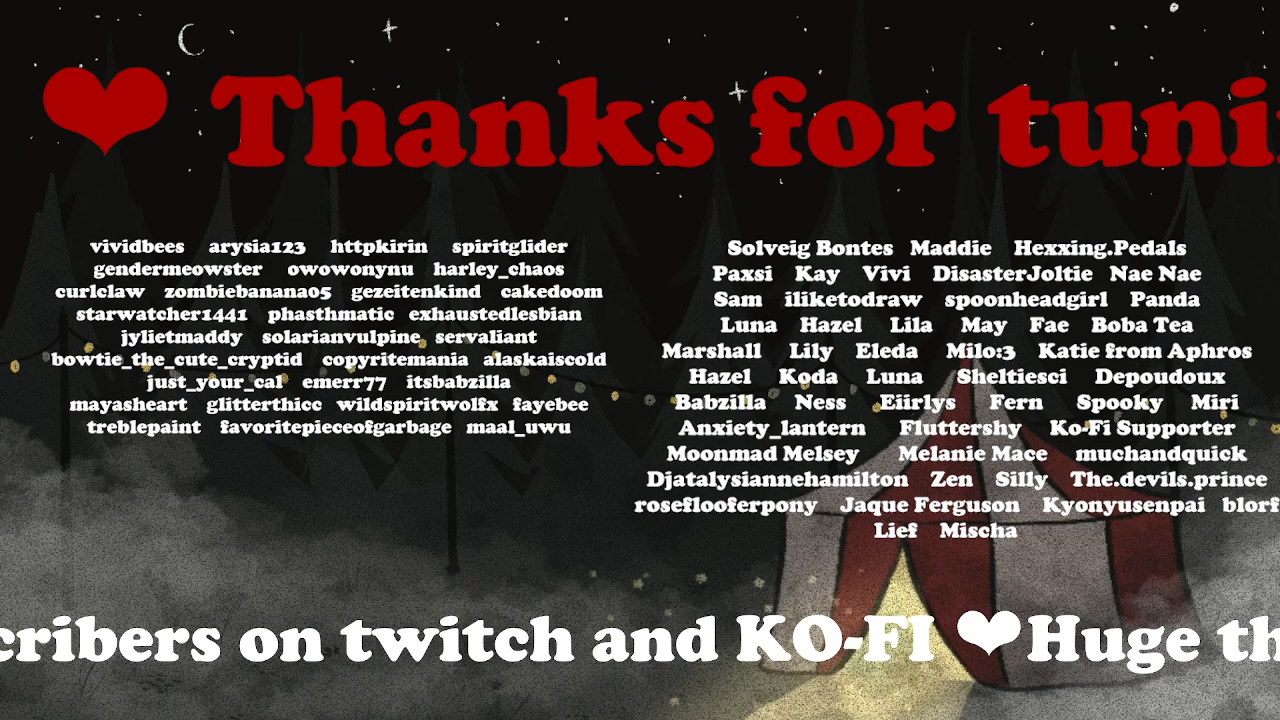 ❤ Thanks for tuni
vividbees arysia123 httpkirin spiritglider
gendermeowster owowonynu harley_chaos
curlclaw zombiebanana05 gezeitenkind cakedoom
starwatcher1441 phasthmatic exhaustedlesbian
jylietmaddy solarianvulpine servaliant
bowtie_the_cute_cryptid copyritemania alaskaiscold
just_your_cal emerr77 itsbabzilla
mayasheart glitterthicc wildspiritwolfx fayebee
treblepaint favoritepieceofgarbage maal_uwu
Solveig Bontes Maddie Hexxing.Pedals
Paxsi Kay Vivi DisasterJoltie Nae Nae
Sam iliketodraw spoonheadgirl Panda
Luna Hazel Lila May Fae Boba Tea
Marshall Lily Eleda Milo:3 Katie from Aphros
Hazel Koda Luna Sheltiesci Depoudoux
Babzilla Ness Eiirlys Fern Spooky Miri
Anxiety_lantern Fluttershy Ko-Fi Supporter
Moonmad Melsey Melanie Mace muchandquick
Djatalysiannehamilton Zen Silly The.devils.prince
roseflooferpony Jaque Ferguson Kyonyusenpai blorf
Lief Mischa
cribers on twitch and KO-FI ❤Huge th